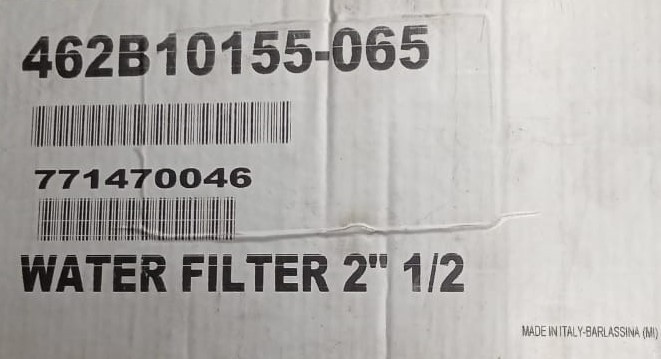 462B10155-065
771470046
WATER FILTER 2" 1/2
MADE IN ITALY-BARLASSINA (MI)